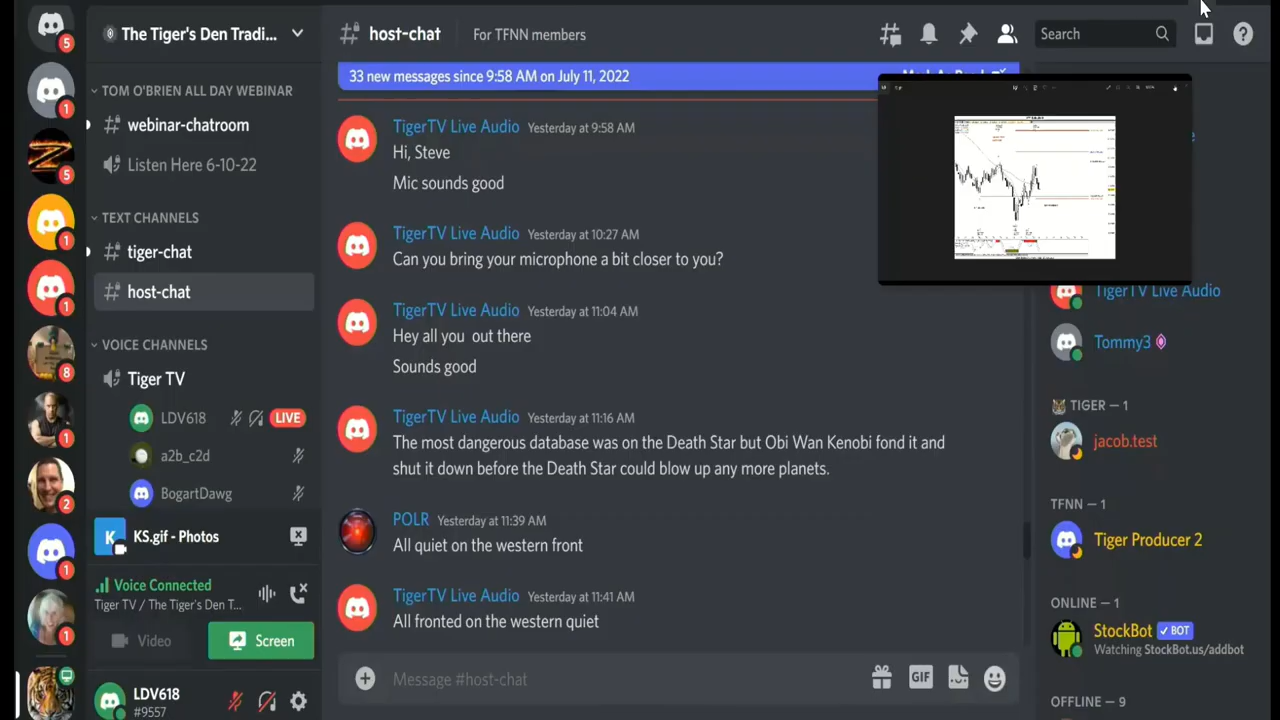 5
1
5
1
1
8
1
2
1
1
The Tiger's Den Tradi...
TOM O'BRIEN ALL DAY WEBINAR
webinar-chatroom
Listen Here 6-10-22
TEXT CHANNELS
tiger-chat
host-chat
VOICE CHANNELS
Tiger TV
LDV618 LIVE
a2b_c2d
BogartDawg
K KS.gif - Photos
Voice Connected
Tiger TV / The Tiger's Den T...
Video Screen
LDV618
#9557
host-chat For TFNN members
Search
33 new messages since 9:58 AM on July 11, 2022
TigerTV Live Audio Yesterday at 9:58 AM
Hi, Steve
Mic sounds good
TigerTV Live Audio Yesterday at 10:27 AM
Can you bring your microphone a bit closer to you?
TigerTV Live Audio Yesterday at 11:04 AM
Hey all you out there
Sounds good
TigerTV Live Audio Yesterday at 11:16 AM
The most dangerous database was on the Death Star but Obi Wan Kenobi fond it and
shut it down before the Death Star could blow up any more planets.
POLR Yesterday at 11:39 AM
All quiet on the western front
TigerTV Live Audio Yesterday at 11:41 AM
All fronted on the western quiet
Message #host-chat
GIF
TigerTV Live Audio
Tommy3
TIGER — 1
jacob.test
TFNN — 1
Tiger Producer 2
ONLINE — 1
StockBot ✓ BOT
Watching StockBot.us/addbot
OFFLINE — 9